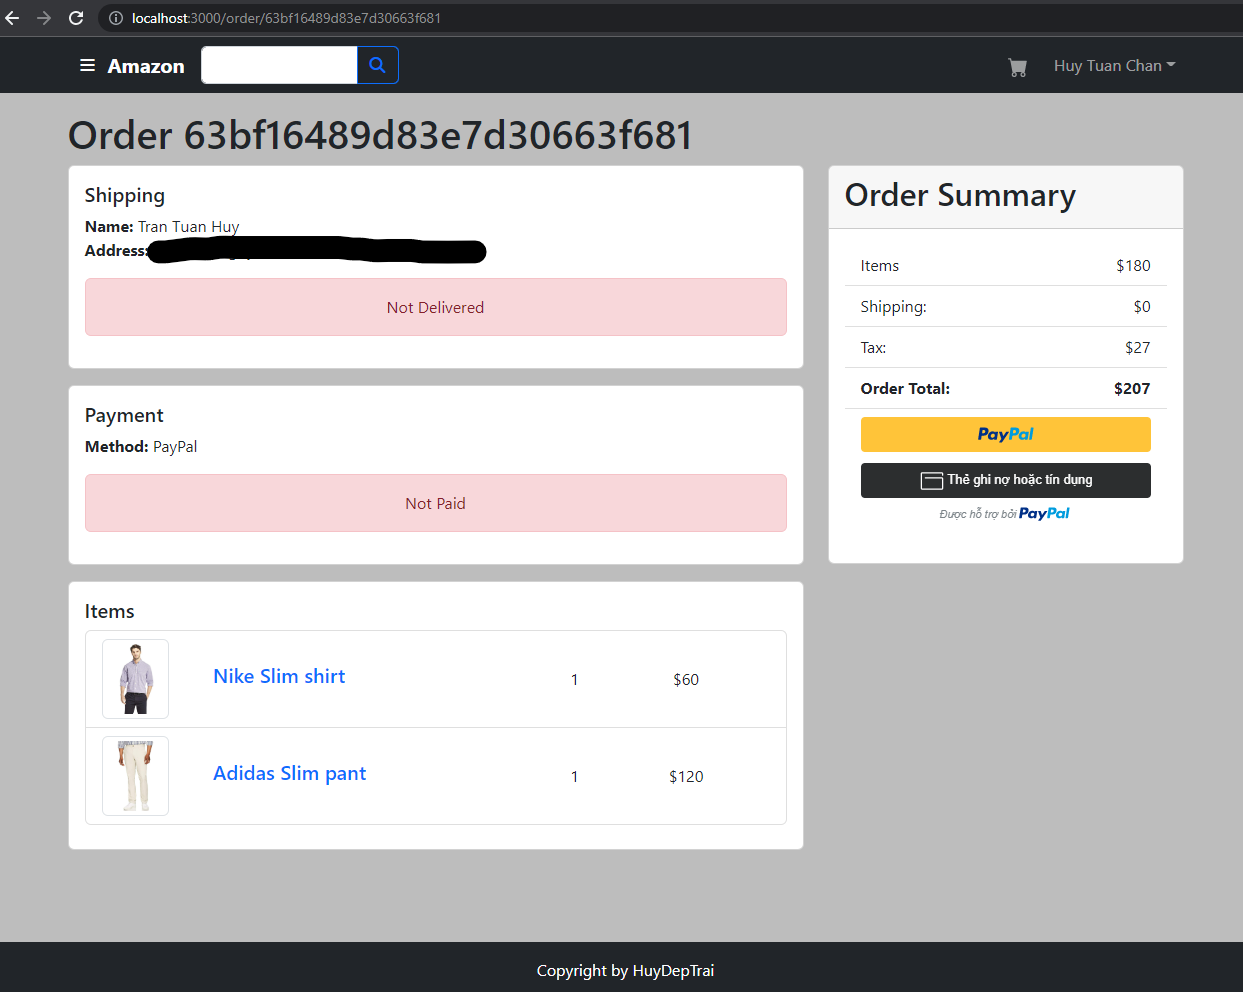 localhost:3000/order/63bf16489d83e7d30663f681
Amazon
Huy Tuan Chan
Order 63bf16489d83e7d30663f681
Shipping
Name: Tran Tuan Huy
Address:
Not Delivered
Payment
Method: PayPal
Not Paid
Items
Nike Slim shirt 1 $60
Adidas Slim pant 1 $120
Order Summary
Items $180
Shipping: $0
Tax: $27
Order Total: $207
PayPal
Thẻ ghi nợ hoặc tín dụng
Được hỗ trợ bởi PayPal
Copyright by HuyDepTrai